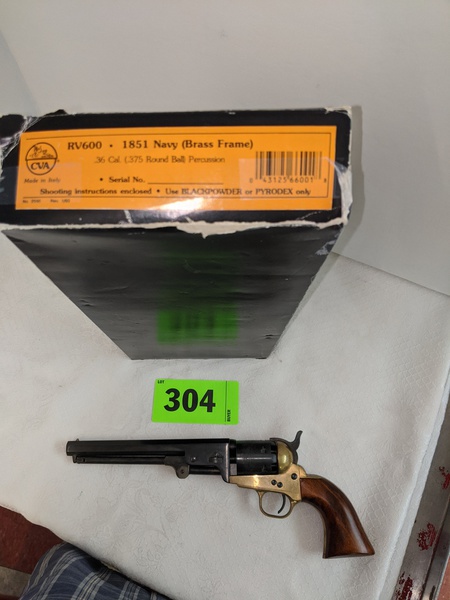 CVA
Made in Italy
RV600 • 1851 Navy (Brass Frame)
.36 Cal. (.375 Round Ball) Percussion
• Serial No.
Shooting instructions enclosed • Use BLACKPOWDER or PYRODEX only
LOT
304
BUYER